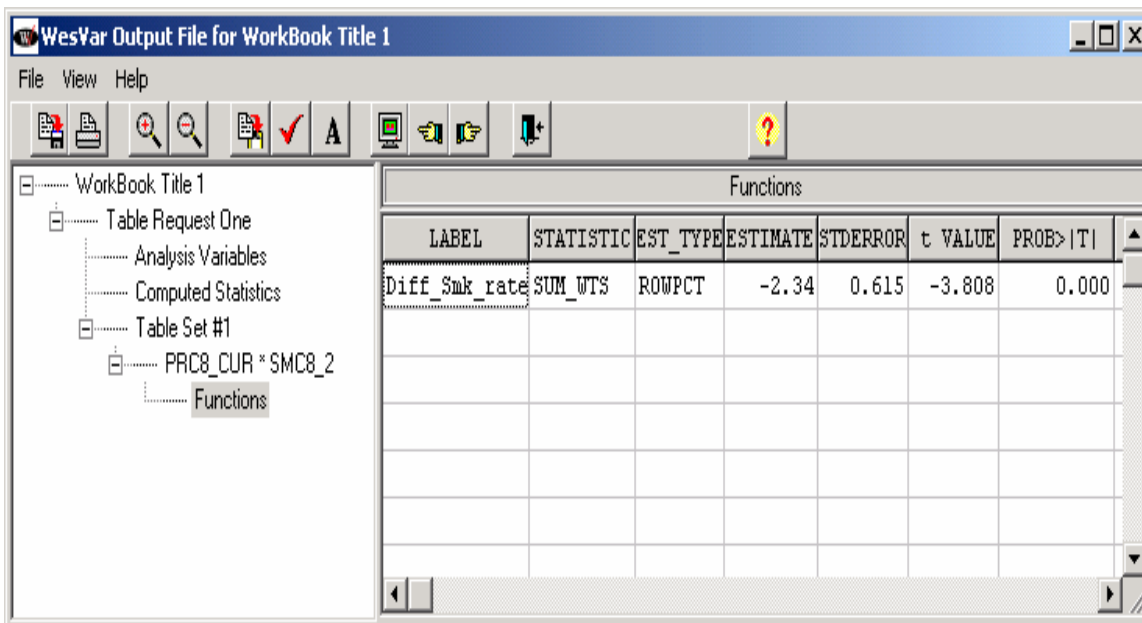 WesVar Output File for WorkBook Title 1
File View Help
A ?
WorkBook Title 1
Table Request One
Analysis Variables
Computed Statistics
Table Set #1
PRC8_CUR * SMC8_2
Functions
Functions
LABEL STATISTIC EST_TYPE ESTIMATE STDERROR t VALUE PROB>|T|
Diff_Smk_rate SUM_WTS ROWPCT -2.34 0.615 -3.808 0.000